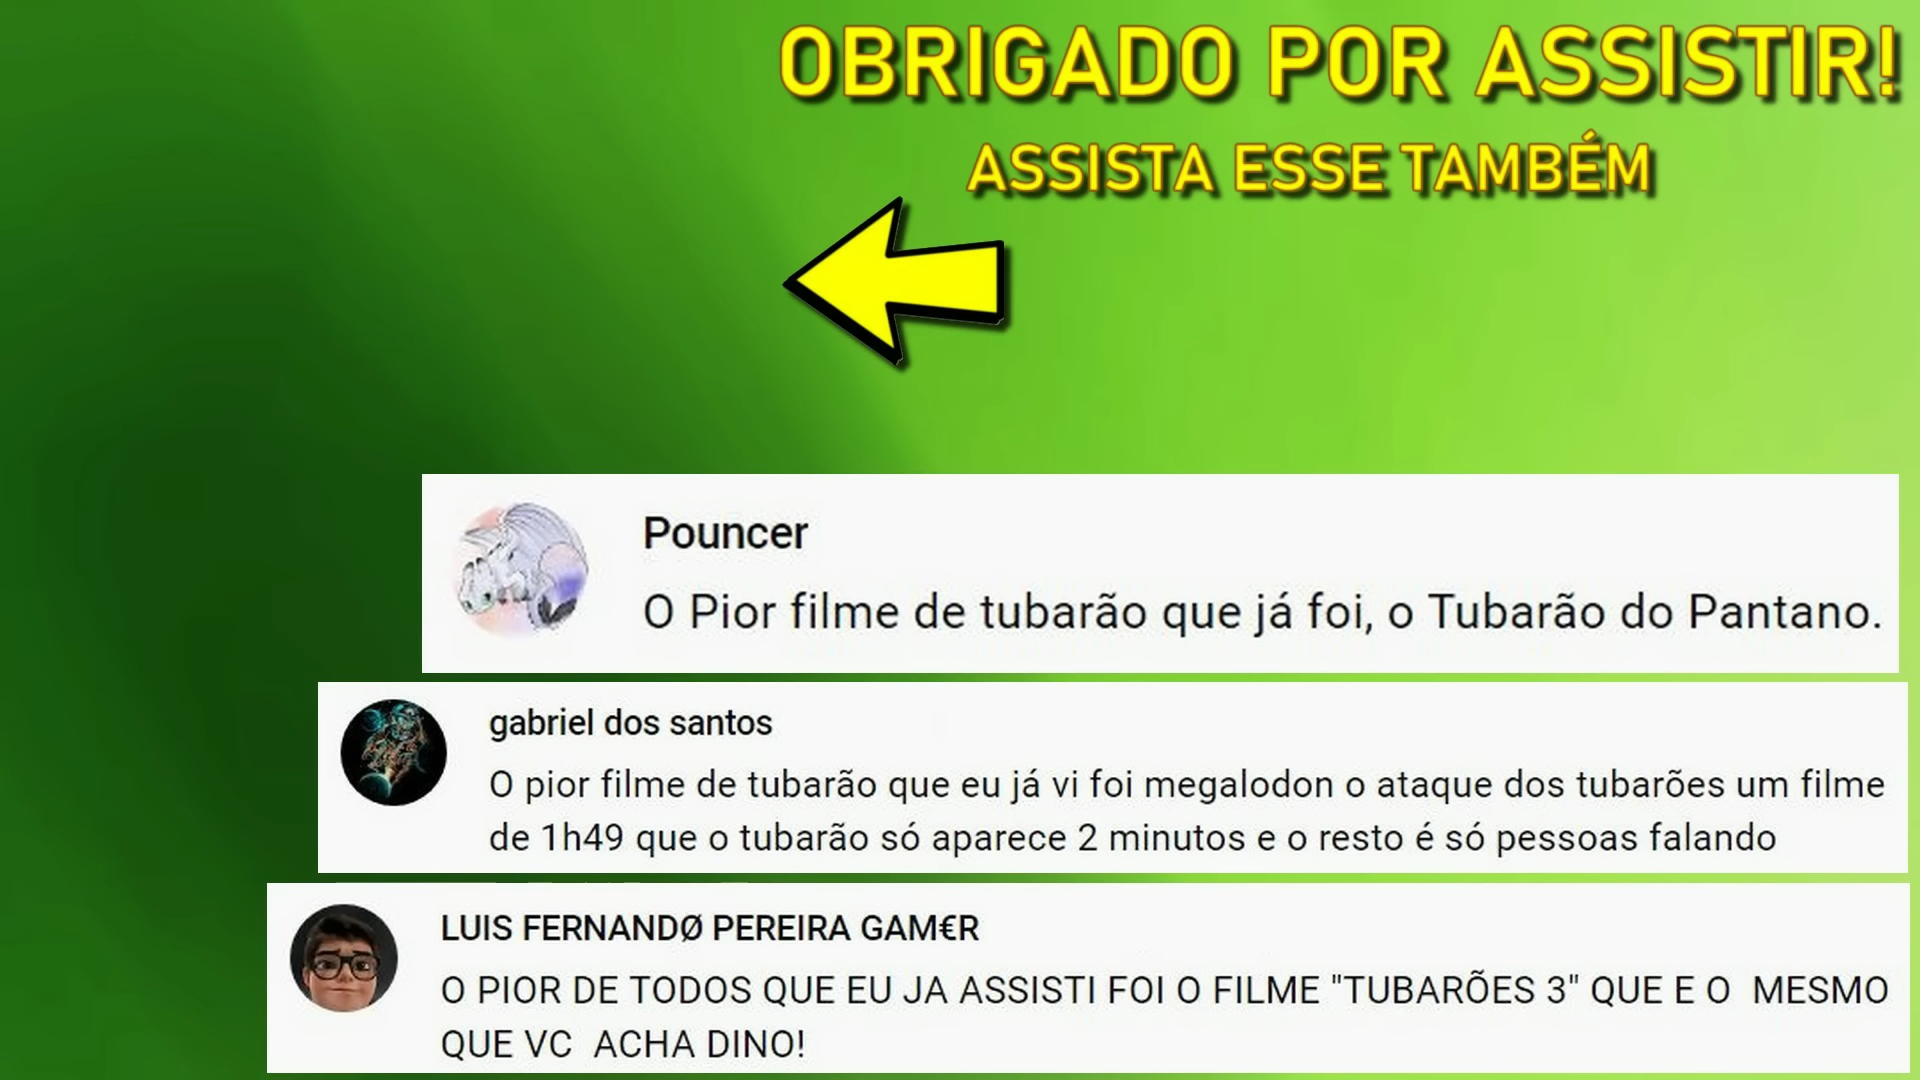 OBRIGADO POR ASSISTIR!
ASSISTA ESSE TAMBÉM
Pouncer
O Pior filme de tubarão que já foi, o Tubarão do Pantano.
gabriel dos santos
O pior filme de tubarão que eu já vi foi megalodon o ataque dos tubarões um filme
de 1h49 que o tubarão só aparece 2 minutos e o resto é só pessoas falando
LUIS FERNANDØ PEREIRA GAM€R
O PIOR DE TODOS QUE EU JA ASSISTI FOI O FILME "TUBARÕES 3" QUE E O  MESMO
QUE VC  ACHA DINO!